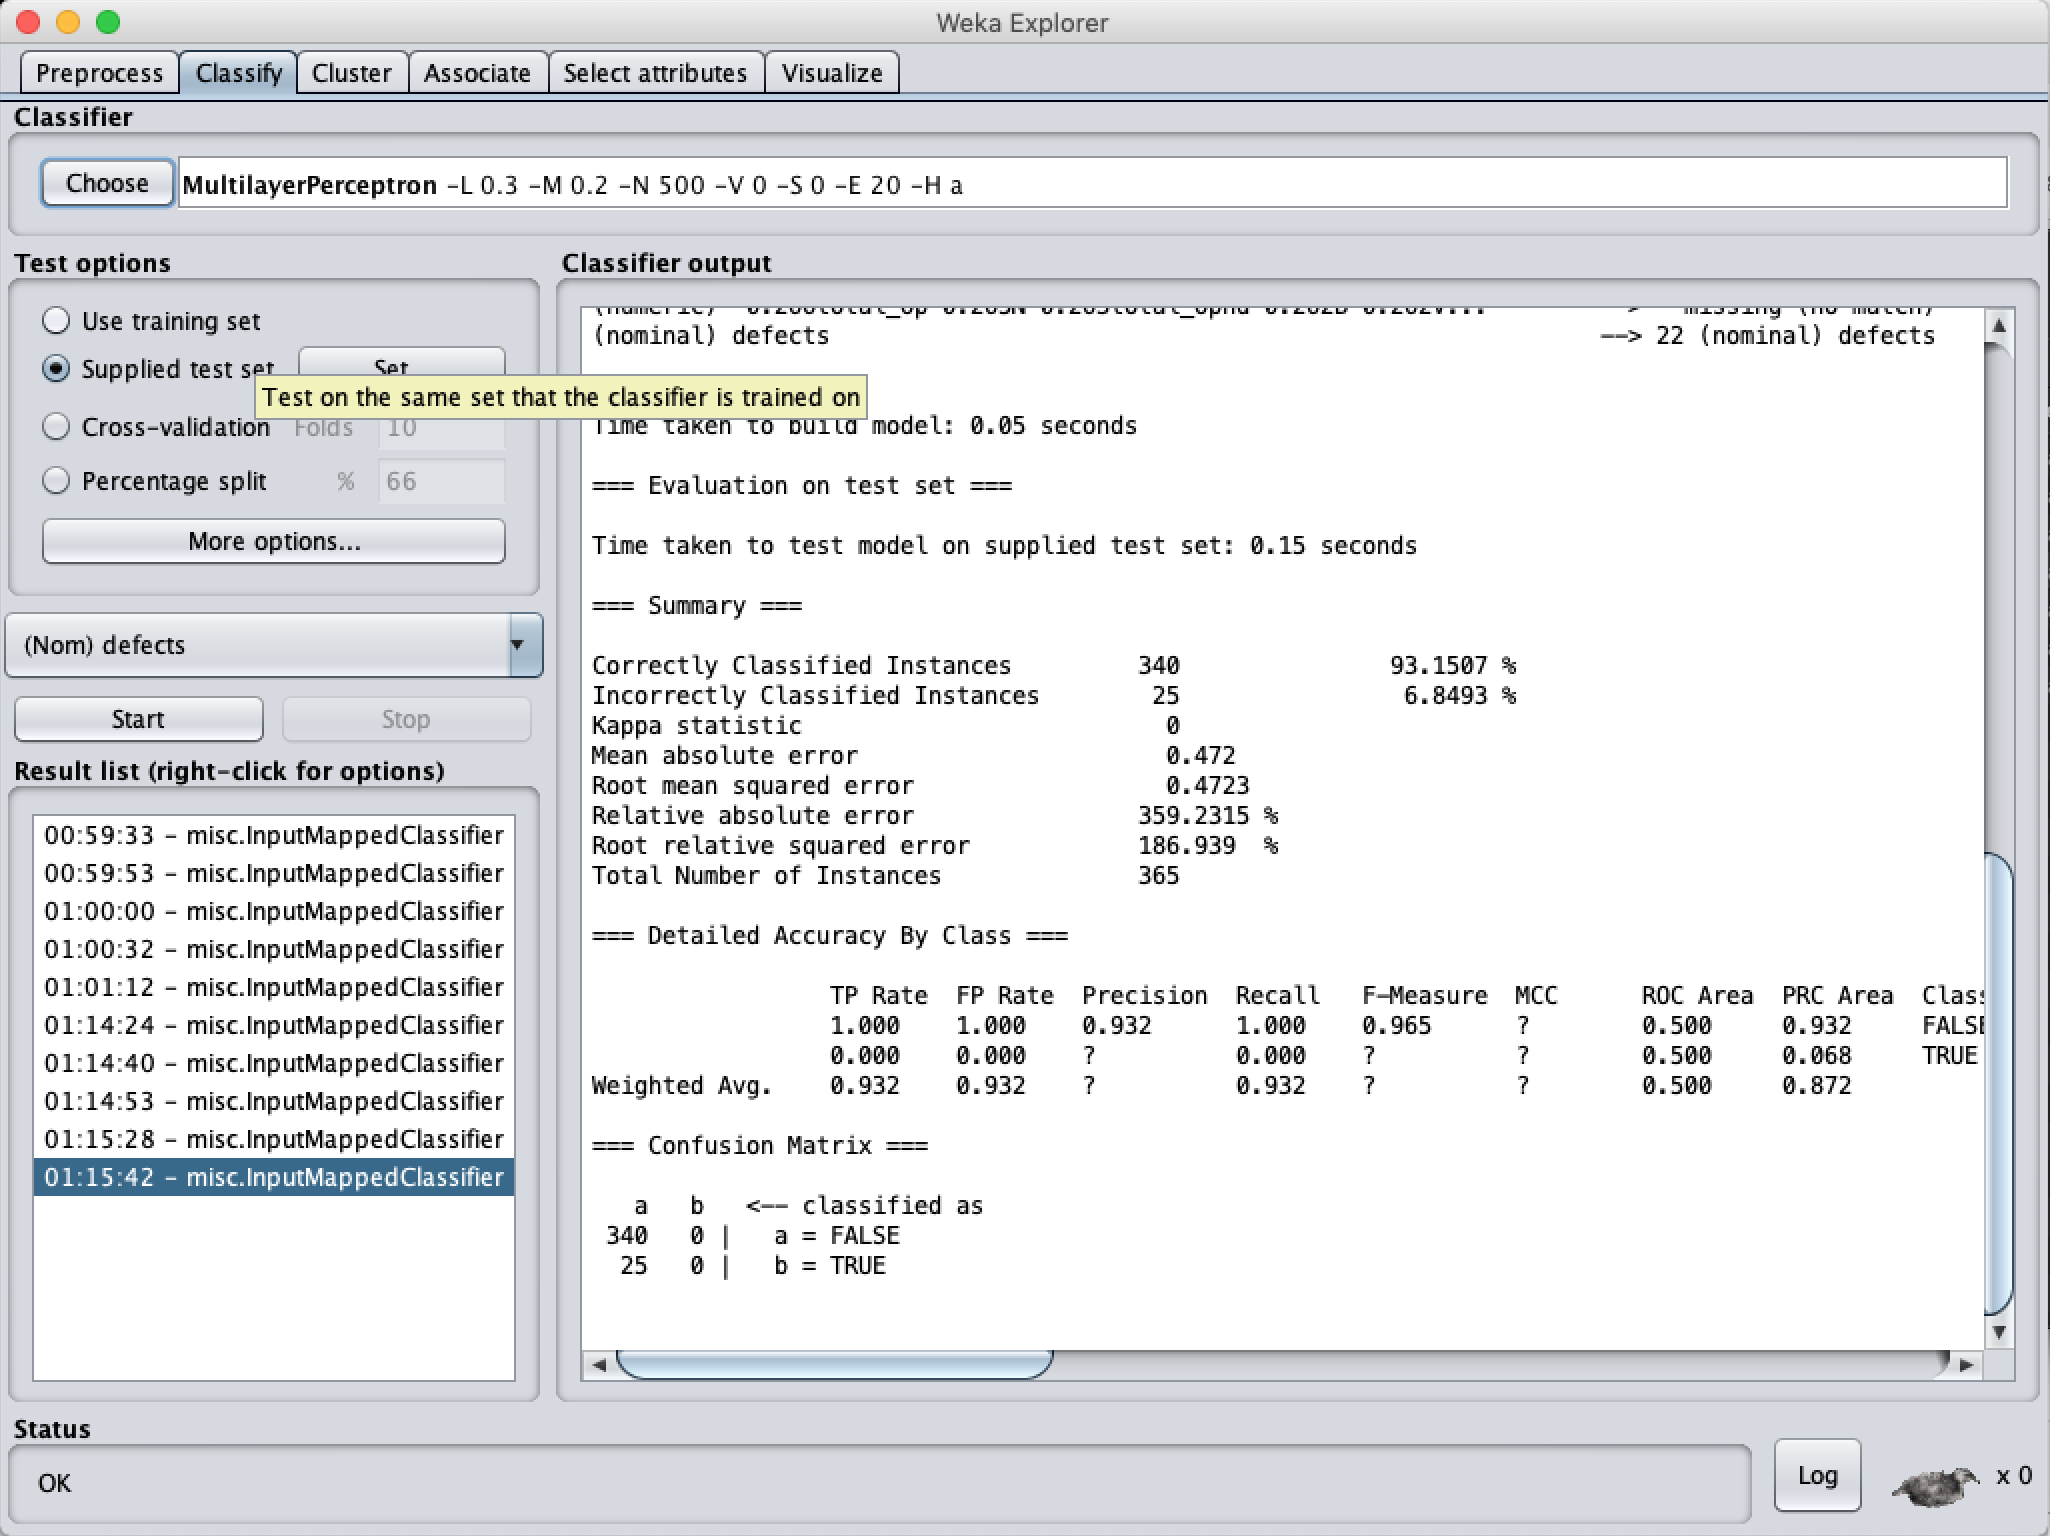 Weka Explorer
Preprocess Classify Cluster Associate Select attributes Visualize
Classifier
Choose MultilayerPerceptron -L 0.3 -M 0.2 -N 500 -V 0 -S 0 -E 20 -H a
Test options
Use training set
Supplied test set Set
Test on the same set that the classifier is trained on
Cross-validation Folds 10
Percentage split % 66
More options...
(Nom) defects
Start Stop
Result list (right-click for options)
00:59:33 - misc.InputMappedClassifier
00:59:53 - misc.InputMappedClassifier
01:00:00 - misc.InputMappedClassifier
01:00:32 - misc.InputMappedClassifier
01:01:12 - misc.InputMappedClassifier
01:14:24 - misc.InputMappedClassifier
01:14:40 - misc.InputMappedClassifier
01:14:53 - misc.InputMappedClassifier
01:15:28 - misc.InputMappedClassifier
01:15:42 - misc.InputMappedClassifier
Classifier output
(nominal) defects --> 22 (nominal) defects
Time taken to build model: 0.05 seconds
=== Evaluation on test set ===
Time taken to test model on supplied test set: 0.15 seconds
=== Summary ===
Correctly Classified Instances 340 93.1507 %
Incorrectly Classified Instances 25 6.8493 %
Kappa statistic 0
Mean absolute error 0.472
Root mean squared error 0.4723
Relative absolute error 359.2315 %
Root relative squared error 186.939 %
Total Number of Instances 365
=== Detailed Accuracy By Class ===
TP Rate FP Rate Precision Recall F-Measure MCC ROC Area PRC Area Clas
1.000 1.000 0.932 1.000 0.965 ? 0.500 0.932 FALS
0.000 0.000 ? 0.000 ? ? 0.500 0.068 TRUE
Weighted Avg. 0.932 0.932 ? 0.932 ? ? 0.500 0.872
=== Confusion Matrix ===
a b <-- classified as
340 0 | a = FALSE
25 0 | b = TRUE
Status
OK
Log x 0